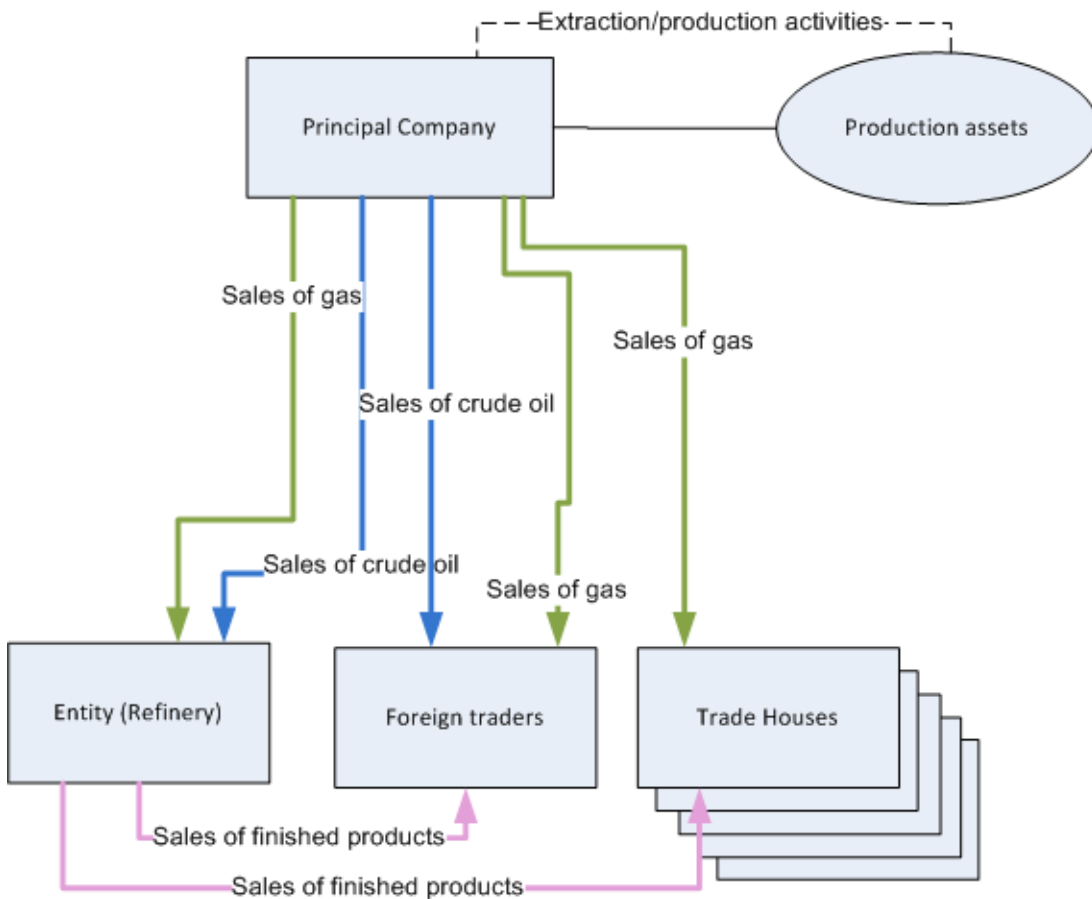 Extraction/production activities
Principal Company
Production assets
Sales of gas
Sales of gas
Sales of crude oil
Sales of crude oil
Sales of gas
Entity (Refinery)
Foreign traders
Trade Houses
Sales of finished products
Sales of finished products